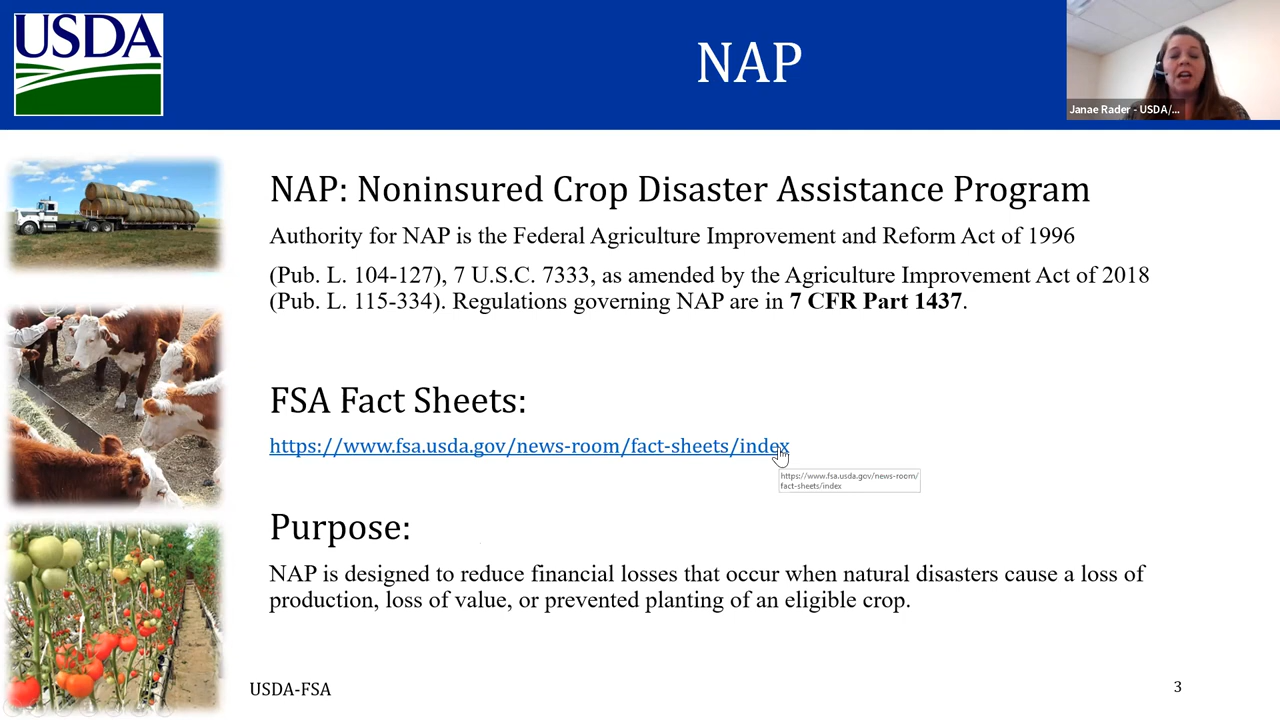 USDA
NAP
Janae Rader - USDA/...
NAP: Noninsured Crop Disaster Assistance Program
Authority for NAP is the Federal Agriculture Improvement and Reform Act of 1996
(Pub. L. 104-127), 7 U.S.C. 7333, as amended by the Agriculture Improvement Act of 2018
(Pub. L. 115-334). Regulations governing NAP are in 7 CFR Part 1437.
FSA Fact Sheets:
https://www.fsa.usda.gov/news-room/fact-sheets/index
https://www.fsa.usda.gov/news-room/
fact-sheets/index
Purpose:
NAP is designed to reduce financial losses that occur when natural disasters cause a loss of
production, loss of value, or prevented planting of an eligible crop.
USDA-FSA
3